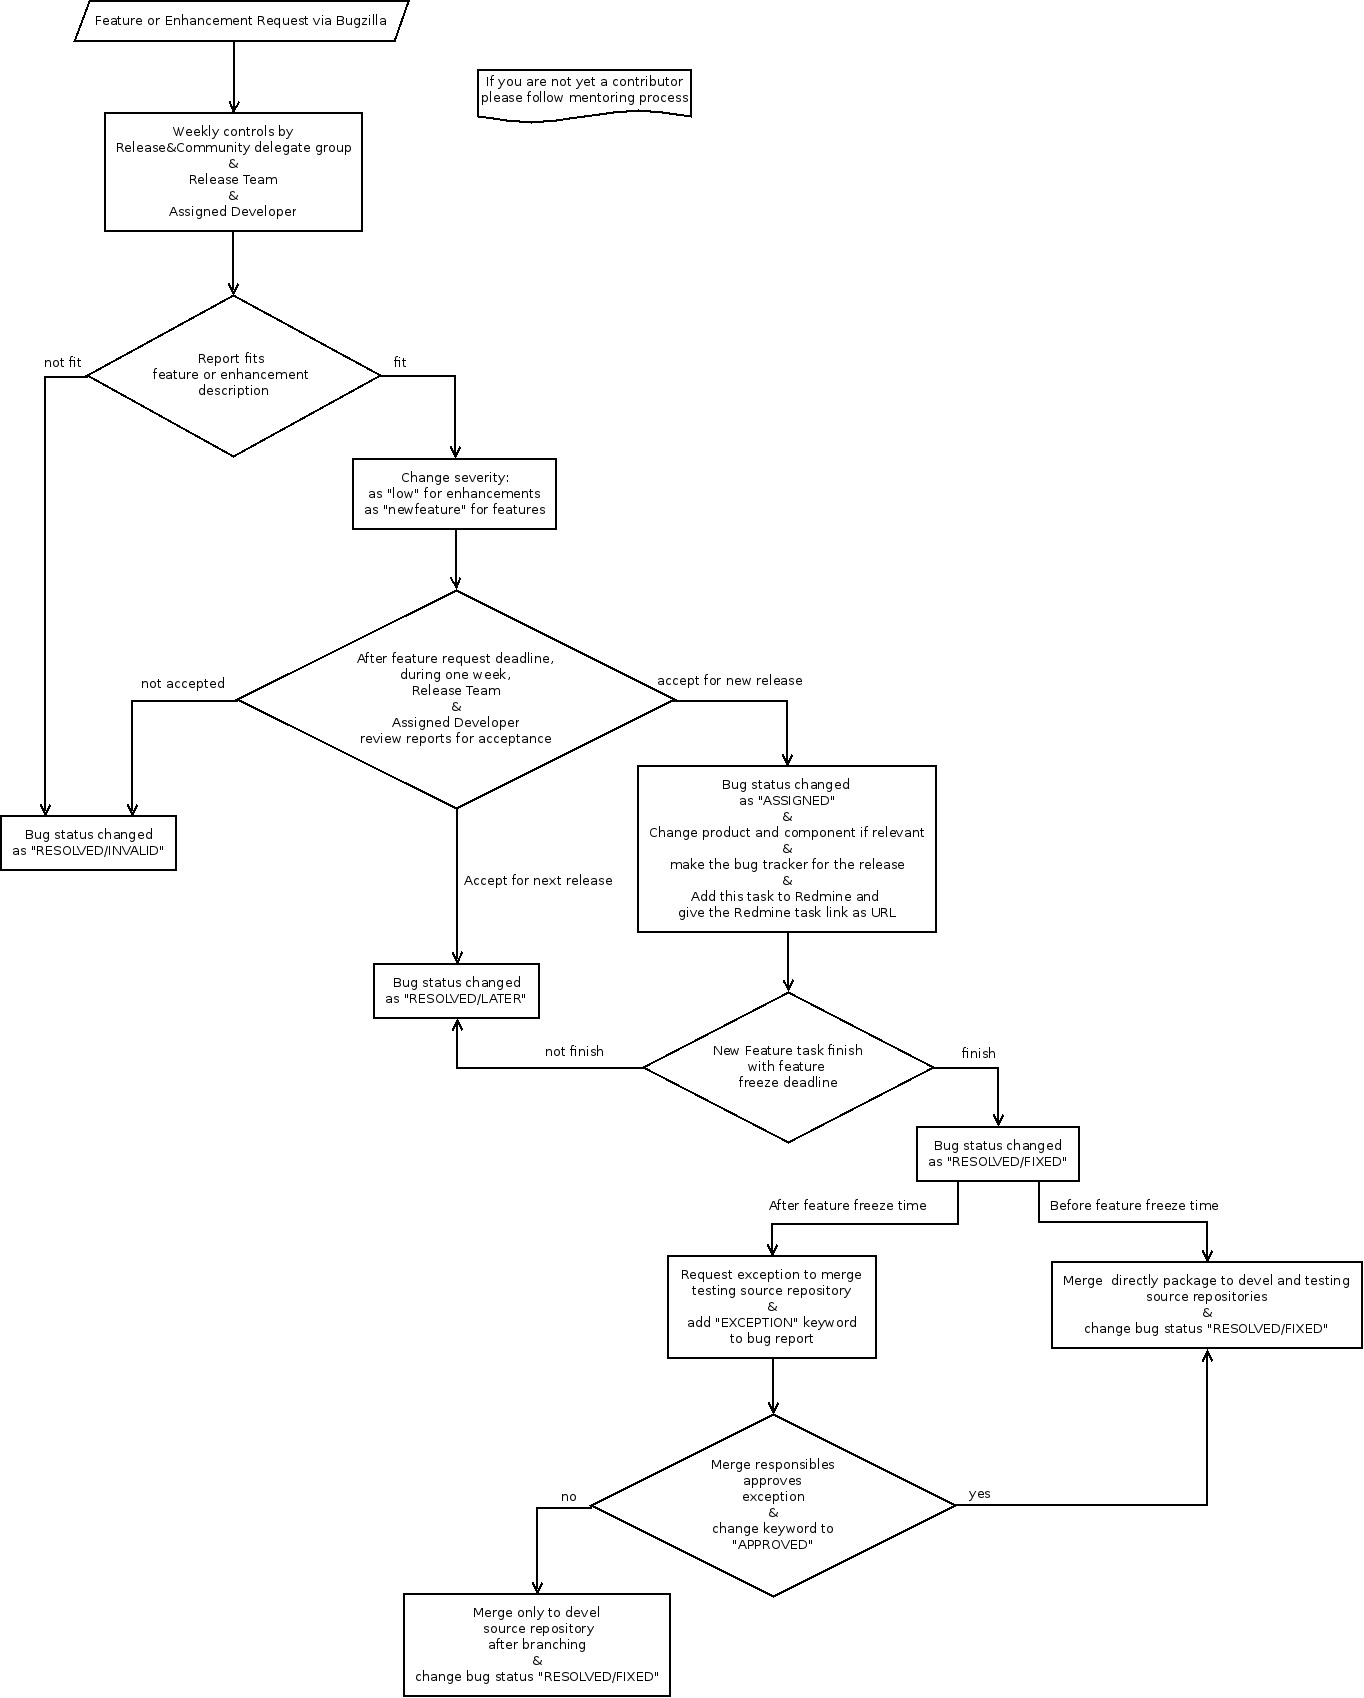 Feature or Enhancement Request via Bugzilla
If you are not yet a contributor
please follow mentoring process
Weekly controls by
Release&Community delegate group
&
Release Team
&
Assigned Developer
not fit
Report fits
feature or enhancement
description
fit
Change severity:
as "low" for enhancements
as "newfeature" for features
not accepted
After feature request deadline,
during one week,
Release Team
&
Assigned Developer
review reports for acceptance
accept for new release
Bug status changed
as "RESOLVED/INVALID"
Accept for next release
Bug status changed
as "ASSIGNED"
&
Change product and component if relevant
&
make the bug tracker for the release
&
Add this task to Redmine and
give the Redmine task link as URL
Bug status changed
as "RESOLVED/LATER"
not finish
New Feature task finish
with feature
freeze deadline
finish
Bug status changed
as "RESOLVED/FIXED"
After feature freeze time
Before feature freeze time
Request exception to merge
testing source repository
&
add "EXCEPTION" keyword
to bug report
Merge  directly package to devel and testing
source repositories
&
change bug status "RESOLVED/FIXED"
no
Merge responsibles
approves
exception
&
change keyword to
"APPROVED"
yes
Merge only to devel
source repository
after branching
&
change bug status "RESOLVED/FIXED"